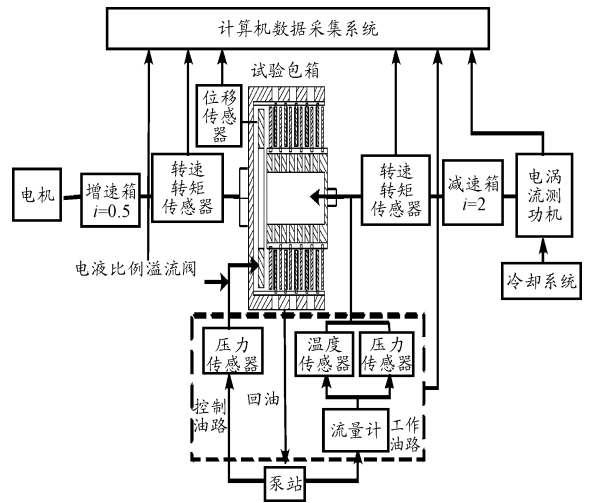 计算机数据采集系统
试验包箱
位移
传感
器
电机
增速箱
i=0.5
转速
转矩
传感器
转速
转矩
传感器
减速箱
i=2
电涡
流测
功机
电液比例溢流阀
冷却系统
压力
传感器
温度
传感器
压力
传感器
控制
油路
回油
流量计
工作
油路
泵站